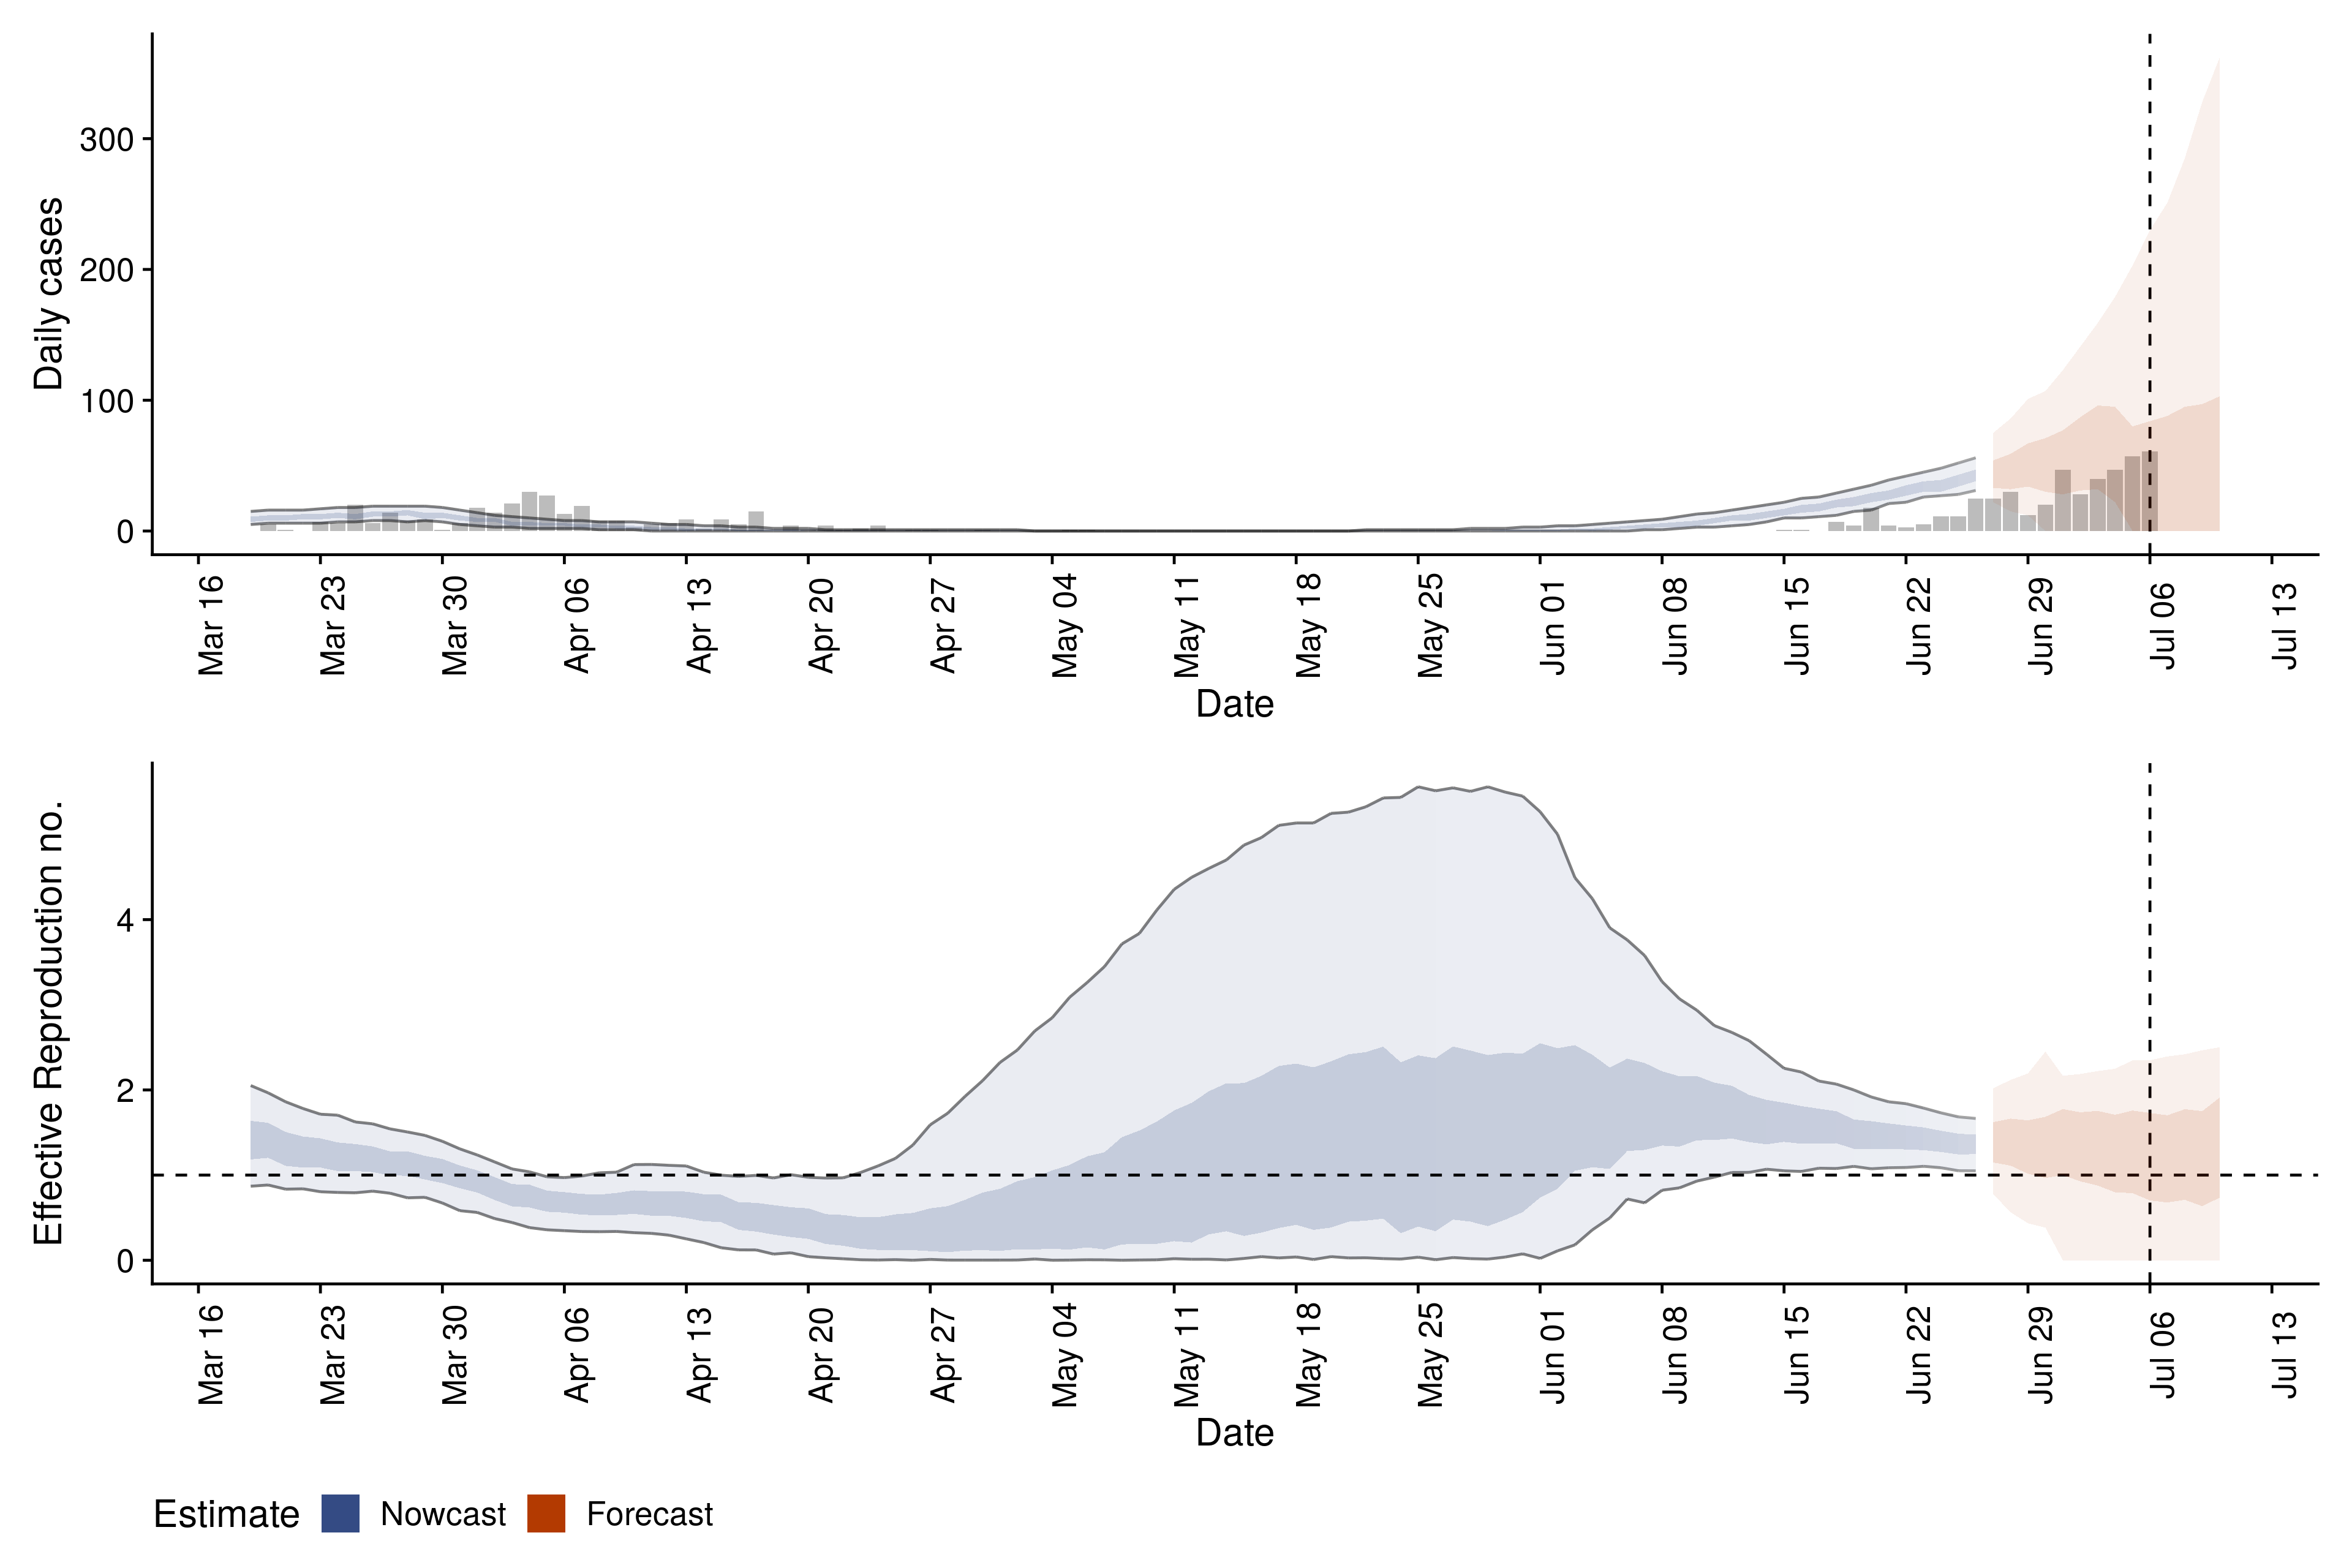 Daily cases
300
200
100
0
Mar 16
Mar 23
Mar 30
Apr 06
Apr 13
Apr 20
Apr 27
May 04
May 11
May 18
May 25
Jun 01
Jun 08
Jun 15
Jun 22
Jun 29
Jul 06
Jul 13
Date
Effective Reproduction no.
4
2
0
Mar 16
Mar 23
Mar 30
Apr 06
Apr 13
Apr 20
Apr 27
May 04
May 11
May 18
May 25
Jun 01
Jun 08
Jun 15
Jun 22
Jun 29
Jul 06
Jul 13
Date
Estimate Nowcast Forecast